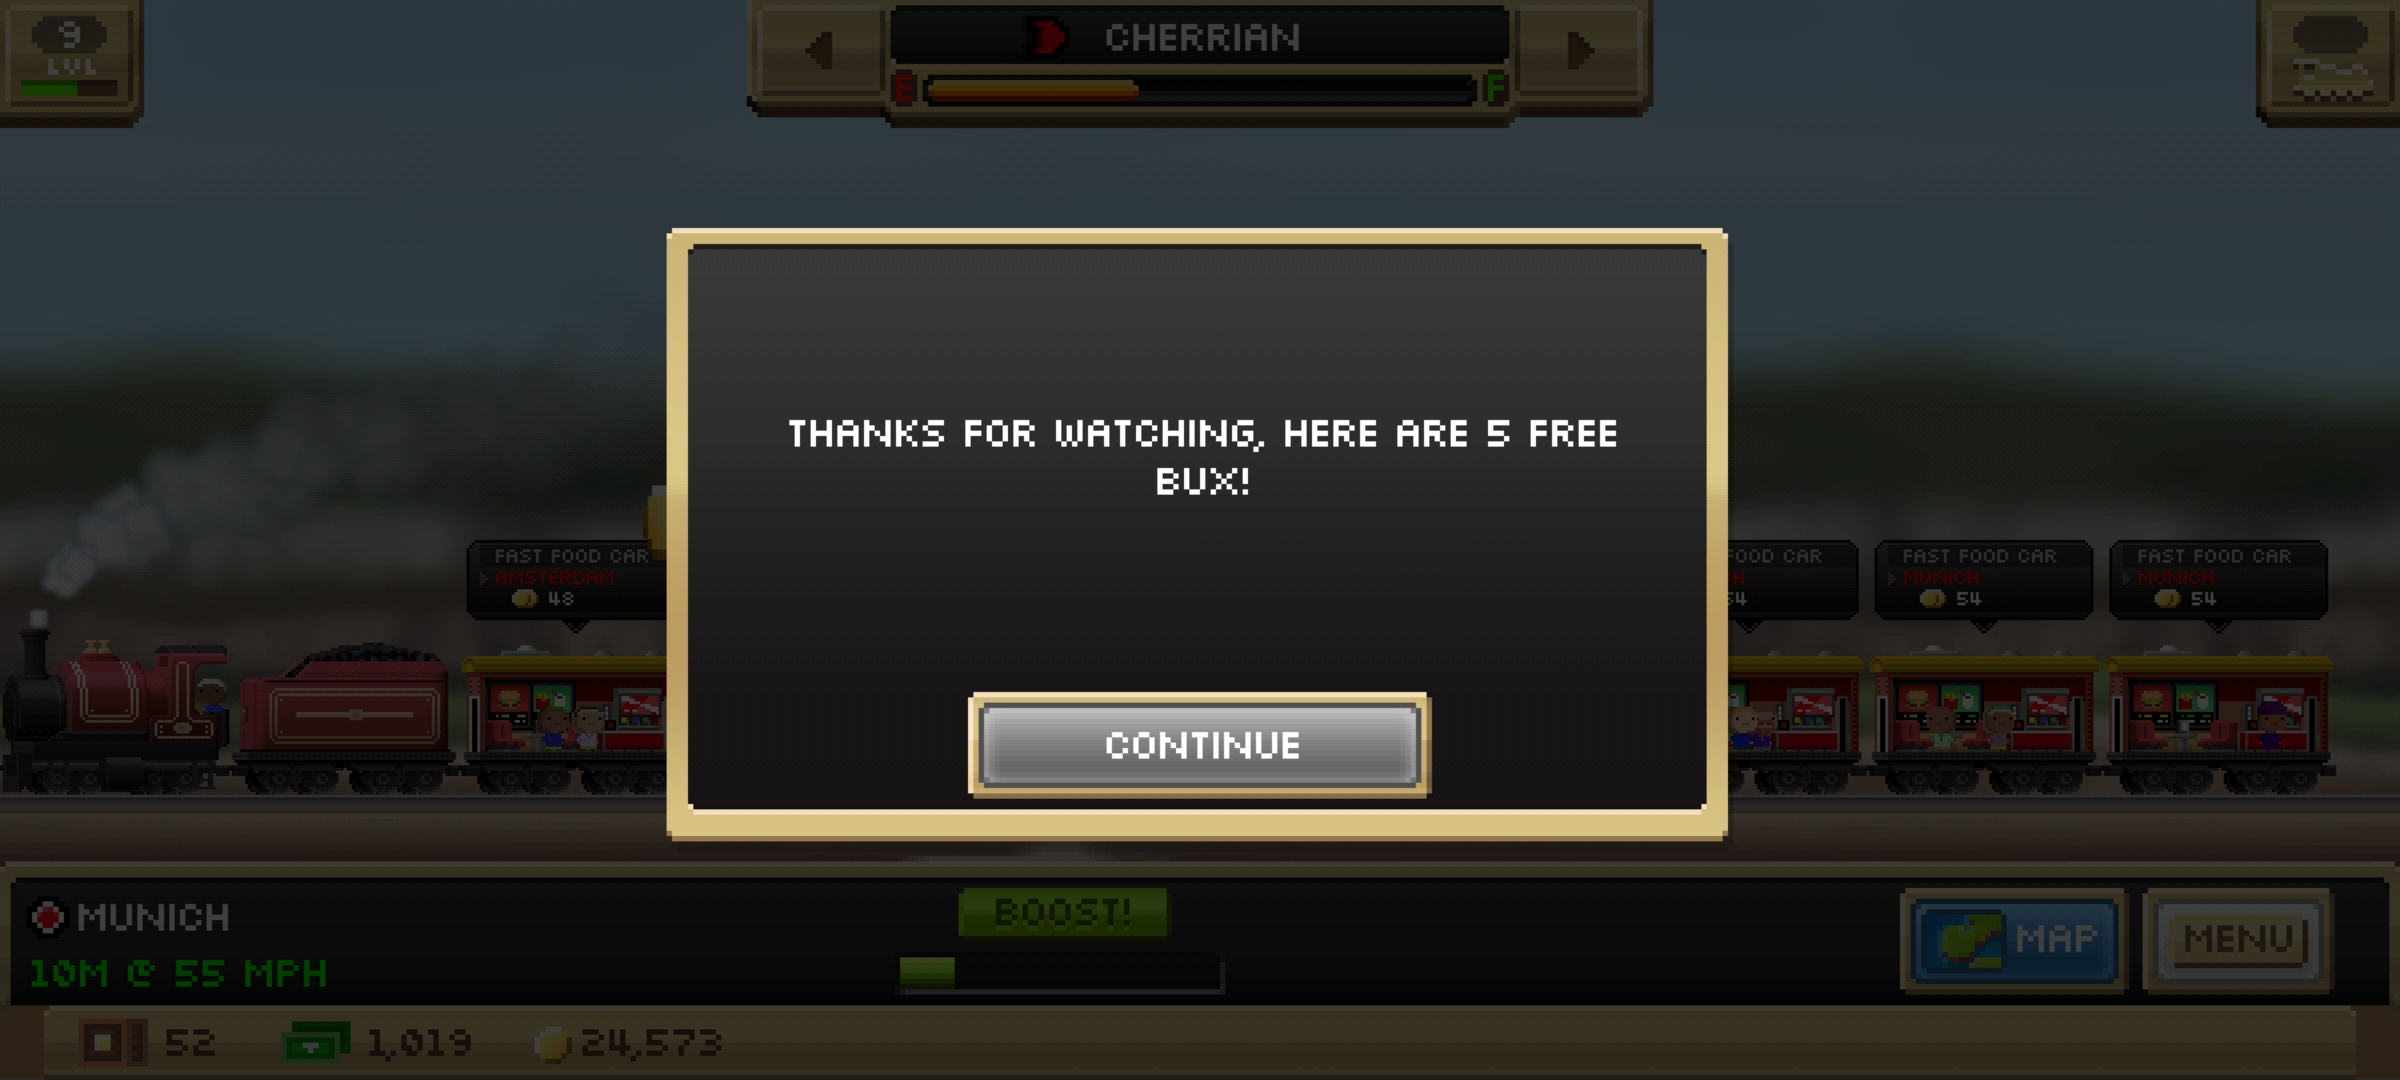 9
LVL
CHERRIAN
E F
THANKS FOR WATCHING, HERE ARE 5 FREE
BUX!
CONTINUE
FAST FOOD CAR
AMSTERDAM
48
FOOD CAR
H
54
FAST FOOD CAR
MUNICH
54
FAST FOOD CAR
MUNICH
54
MUNICH
10M @ 55 MPH
BOOST!
MAP
MENU
52 1,019 24,573